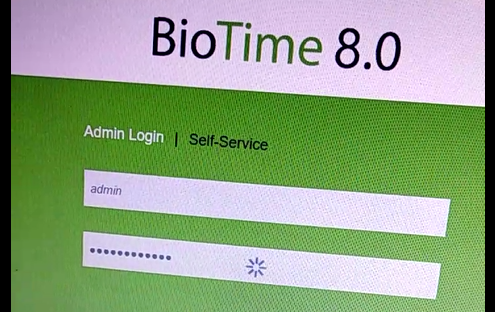 BioTime 8.0
Admin Login | Self-Service
admin
••••••••••••